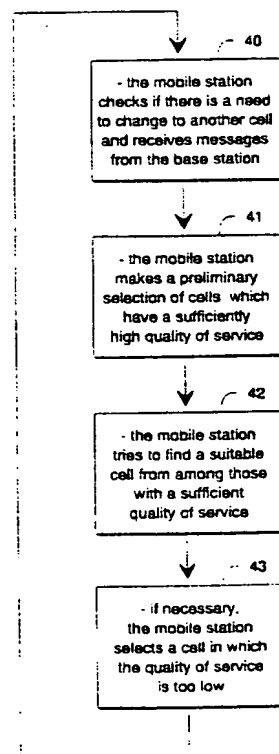 40
- the mobile station
checks if there is a need
to change to another cell
and receives messages
from the base station
41
- the mobile station
makes a preliminary
selection of cells which
have a sufficiently
high quality of service
42
- the mobile station
tries to find a suitable
cell from among those
with a sufficient
quality of service
43
- if necessary,
the mobile station
selects a cell in which
the quality of service
is too low